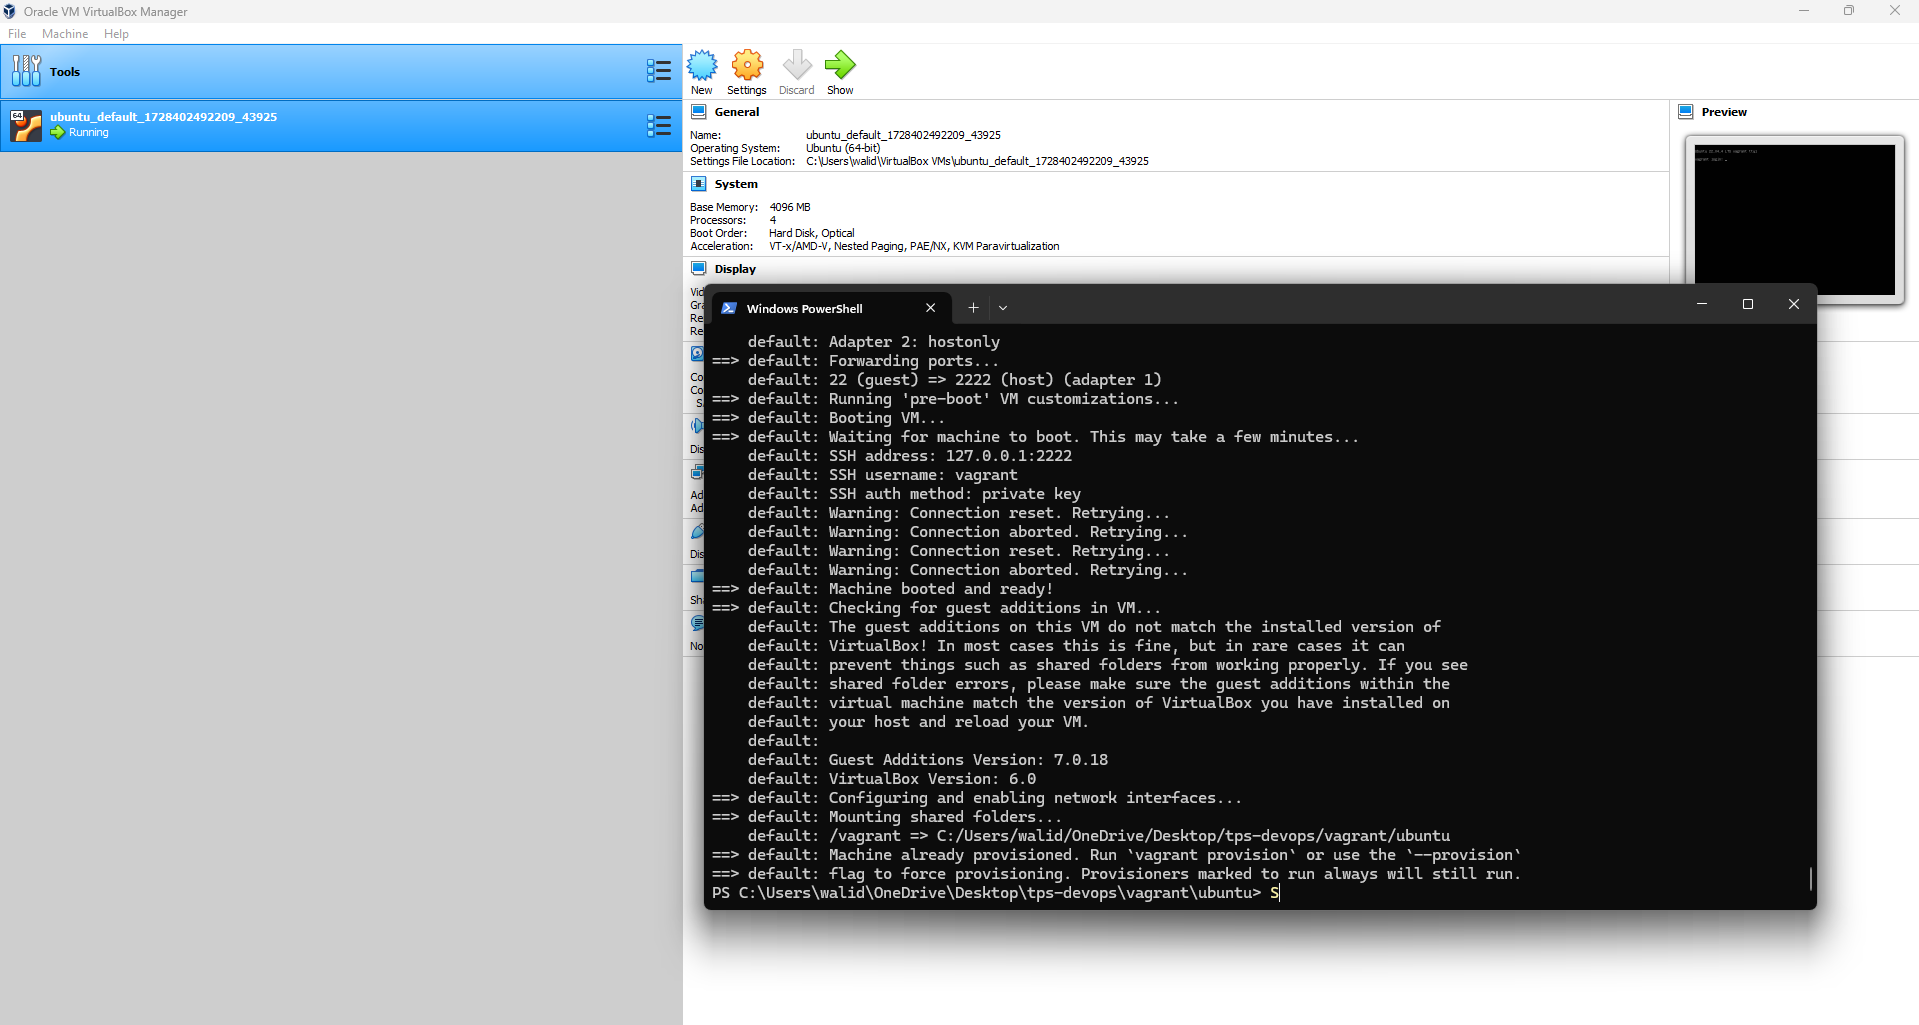 Oracle VM VirtualBox Manager
File Machine Help
Tools
64
ubuntu_default_1728402492209_43925
Running
New Settings Discard Show
General
Name: ubuntu_default_1728402492209_43925
Operating System: Ubuntu (64-bit)
Settings File Location: C:\Users\walid\VirtualBox VMs\ubuntu_default_1728402492209_43925
System
Base Memory: 4096 MB
Processors: 4
Boot Order: Hard Disk, Optical
Acceleration: VT-x/AMD-V, Nested Paging, PAE/NX, KVM Paravirtualization
Display
Preview
Windows PowerShell
default: Adapter 2: hostonly
==> default: Forwarding ports...
default: 22 (guest) => 2222 (host) (adapter 1)
==> default: Running 'pre-boot' VM customizations...
==> default: Booting VM...
==> default: Waiting for machine to boot. This may take a few minutes...
default: SSH address: 127.0.0.1:2222
default: SSH username: vagrant
default: SSH auth method: private key
default: Warning: Connection reset. Retrying...
default: Warning: Connection aborted. Retrying...
default: Warning: Connection reset. Retrying...
default: Warning: Connection aborted. Retrying...
==> default: Machine booted and ready!
==> default: Checking for guest additions in VM...
default: The guest additions on this VM do not match the installed version of
default: VirtualBox! In most cases this is fine, but in rare cases it can
default: prevent things such as shared folders from working properly. If you see
default: shared folder errors, please make sure the guest additions within the
default: virtual machine match the version of VirtualBox you have installed on
default: your host and reload your VM.
default:
default: Guest Additions Version: 7.0.18
default: VirtualBox Version: 6.0
==> default: Configuring and enabling network interfaces...
==> default: Mounting shared folders...
default: /vagrant => C:/Users/walid/OneDrive/Desktop/tps-devops/vagrant/ubuntu
==> default: Machine already provisioned. Run `vagrant provision` or use the `--provision`
==> default: flag to force provisioning. Provisioners marked to run always will still run.
PS C:\Users\walid\OneDrive\Desktop\tps-devops\vagrant\ubuntu> S